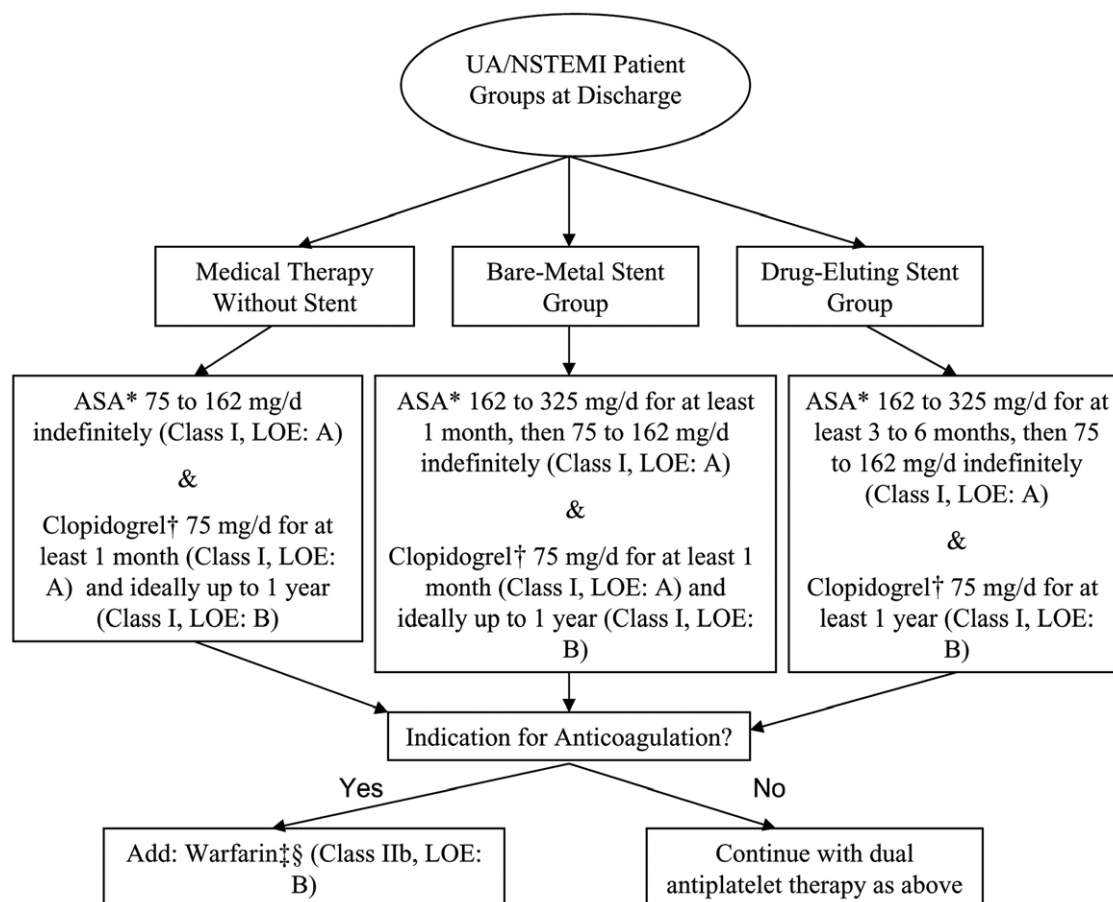 UA/NSTEMI Patient
Groups at Discharge
Medical Therapy
Without Stent
Bare-Metal Stent
Group
Drug-Eluting Stent
Group
ASA* 75 to 162 mg/d
indefinitely (Class I, LOE: A)
&
Clopidogrel† 75 mg/d for at
least 1 month (Class I, LOE:
A) and ideally up to 1 year
(Class I, LOE: B)
ASA* 162 to 325 mg/d for at least
1 month, then 75 to 162 mg/d
indefinitely (Class I, LOE: A)
&
Clopidogrel† 75 mg/d for at least 1
month (Class I, LOE: A) and
ideally up to 1 year (Class I, LOE:
B)
ASA* 162 to 325 mg/d for at
least 3 to 6 months, then 75
to 162 mg/d indefinitely
(Class I, LOE: A)
&
Clopidogrel† 75 mg/d for at
least 1 year (Class I, LOE:
B)
Indication for Anticoagulation?
Yes
No
Add: Warfarin‡§ (Class IIb, LOE:
B)
Continue with dual
antiplatelet therapy as above